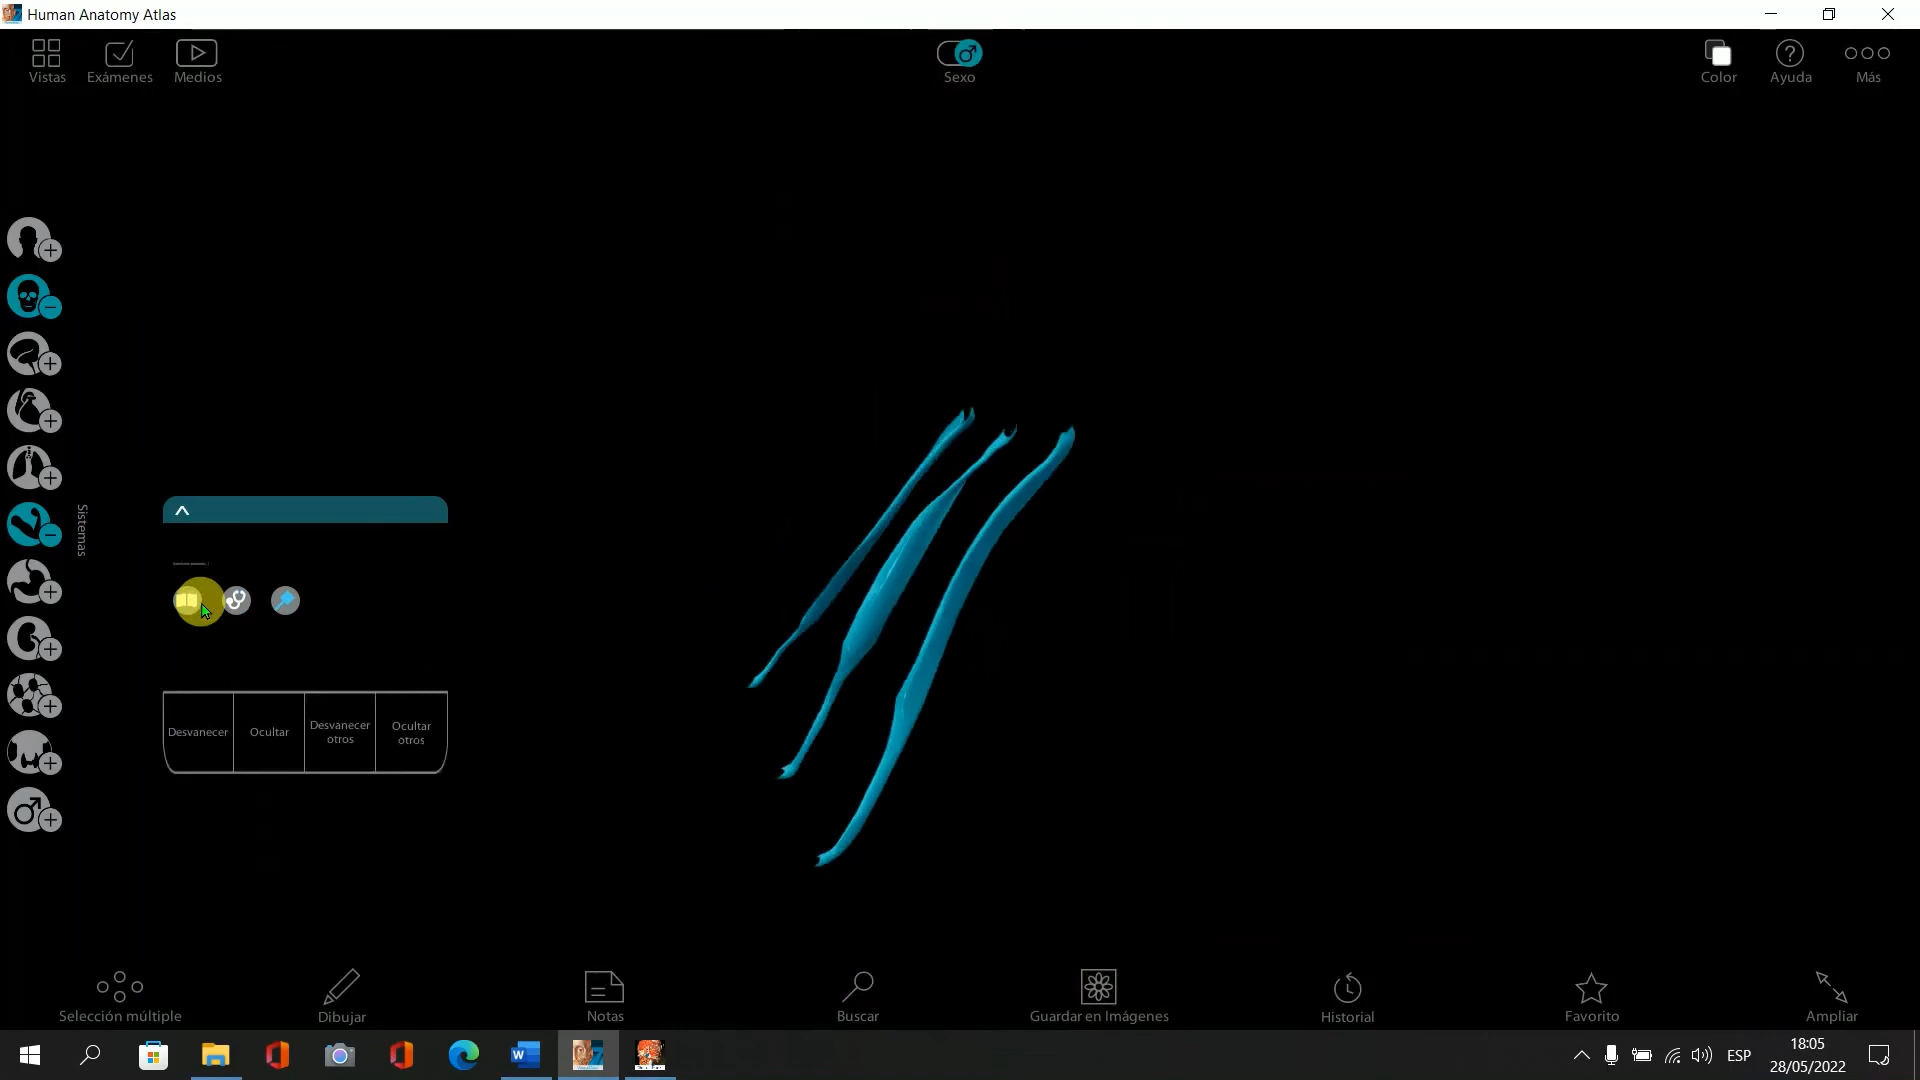 Human Anatomy Atlas
Vistas
Exámenes
Medios
Sexo
Color
Ayuda
Más
Sistemas
Desvanecer
Ocultar
Desvanecer
otros
Ocultar
otros
Selección múltiple
Dibujar
Notas
Buscar
Guardar en Imágenes
Historial
Favorito
Ampliar
ESP
18:05
28/05/2022